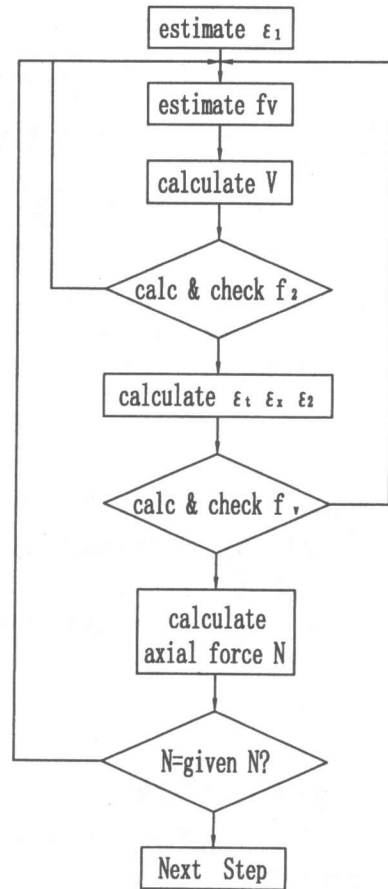 estimate ε₁
estimate fv
calculate V
calc & check f₂
calculate εₜ εₓ ε₂
calc & check fᵥ
calculate
axial force N
N=given N?
Next Step